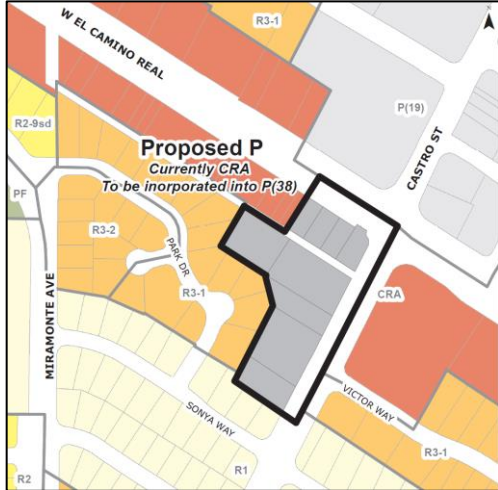 R3-1
W EL CAMINO REAL
P(19)
CASTRO ST
R2-9sd
Proposed P
Currently CRA
To be inorporated into P(38)
PF
R3-2
PARK DR
R3-1
CRA
MIRAMONTE AVE
VICTOR WAY
SONYA WAY
R3-1
R1
R2